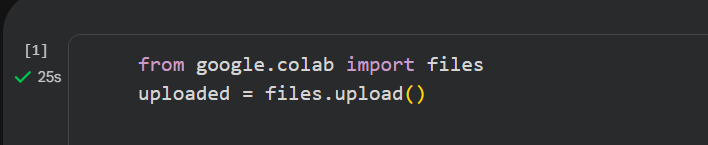 [1]
from google.colab import files
25s
uploaded = files.upload()